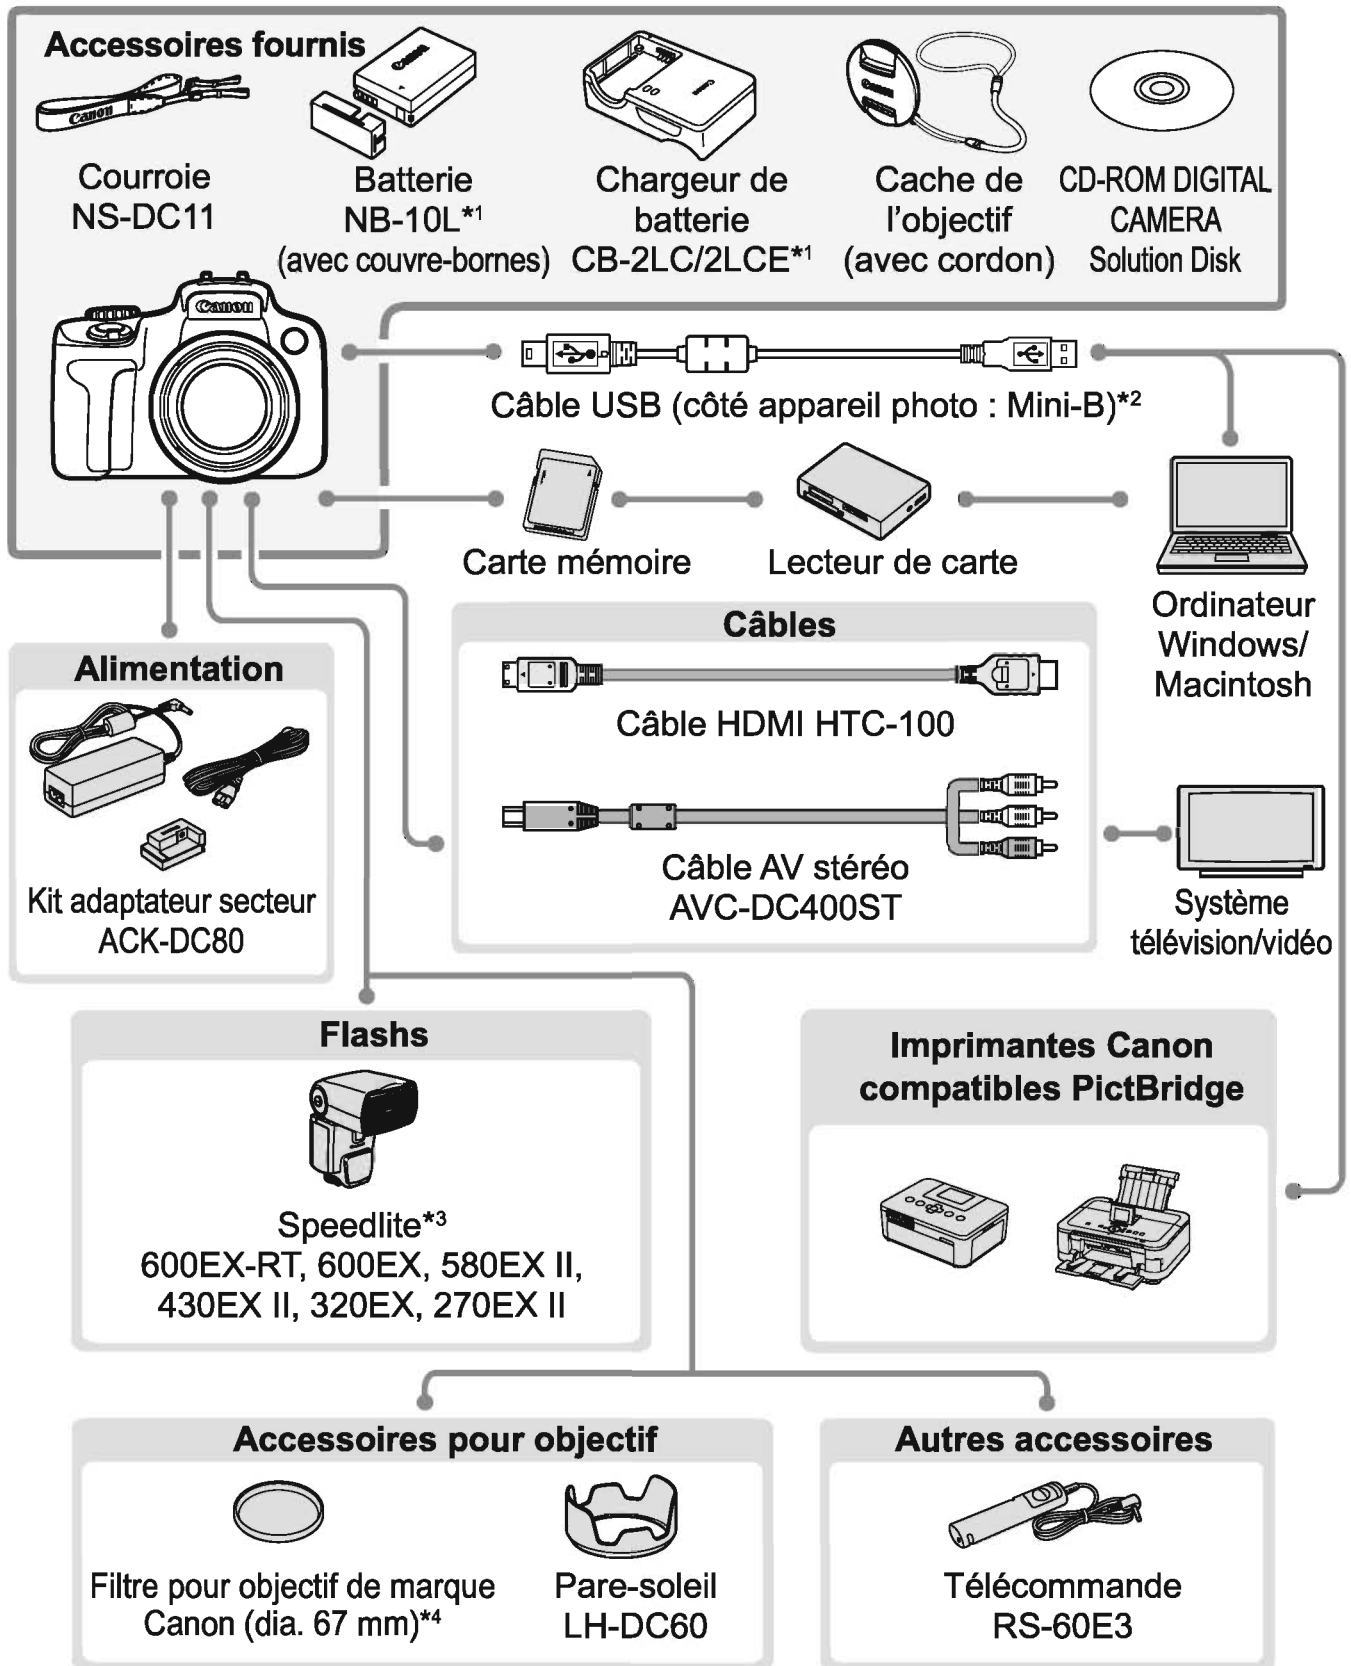 Accessoires fournis
Canon
Canon
Canon
Canon
Courroie
NS-DC11
Batterie
NB-10L*1
(avec couvre-bornes)
Chargeur de
batterie
CB-2LC/2LCE*1
Cache de
l'objectif
(avec cordon)
CD-ROM DIGITAL
CAMERA
Solution Disk
Canon
Câble USB (côté appareil photo : Mini-B)*2
Carte mémoire
Lecteur de carte
Ordinateur
Windows/
Macintosh
Câbles
Câble HDMI HTC-100
Câble AV stéréo
AVC-DC400ST
Alimentation
Kit adaptateur secteur
ACK-DC80
Système
télévision/vidéo
Flashs
Speedlite*3
600EX-RT, 600EX, 580EX II,
430EX II, 320EX, 270EX II
Imprimantes Canon
compatibles PictBridge
Accessoires pour objectif
Filtre pour objectif de marque
Canon (dia. 67 mm)*4
Pare-soleil
LH-DC60
Autres accessoires
Télécommande
RS-60E3